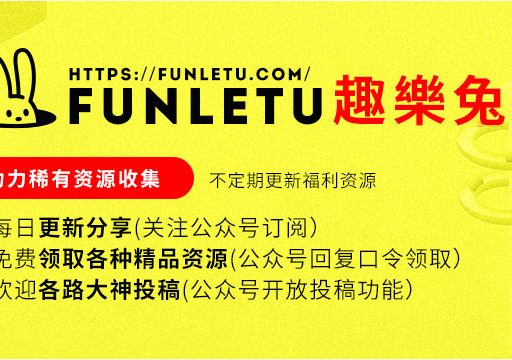 HTTPS://FUNLETU.COM/
FUNLETU 趣樂兔
力稀有资源收集 不定期更新福利资源
每日更新分享(关注公众号订阅)
免费领取各种精品资源(公众号回复口令领取)
欢迎各路大神投稿(公众号开放投稿功能)